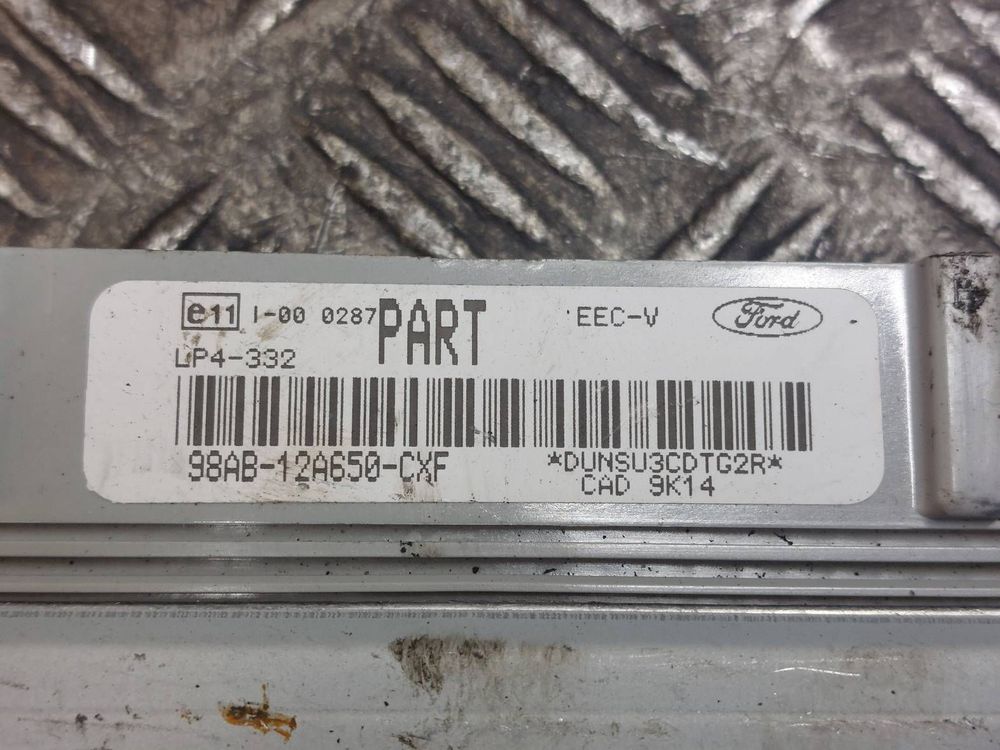 e11 I-00 0287 PART EEC-V Ford
LP4-332
98AB-12A650-CXF *DUNSU3CDTG2R*
CAD 9K14